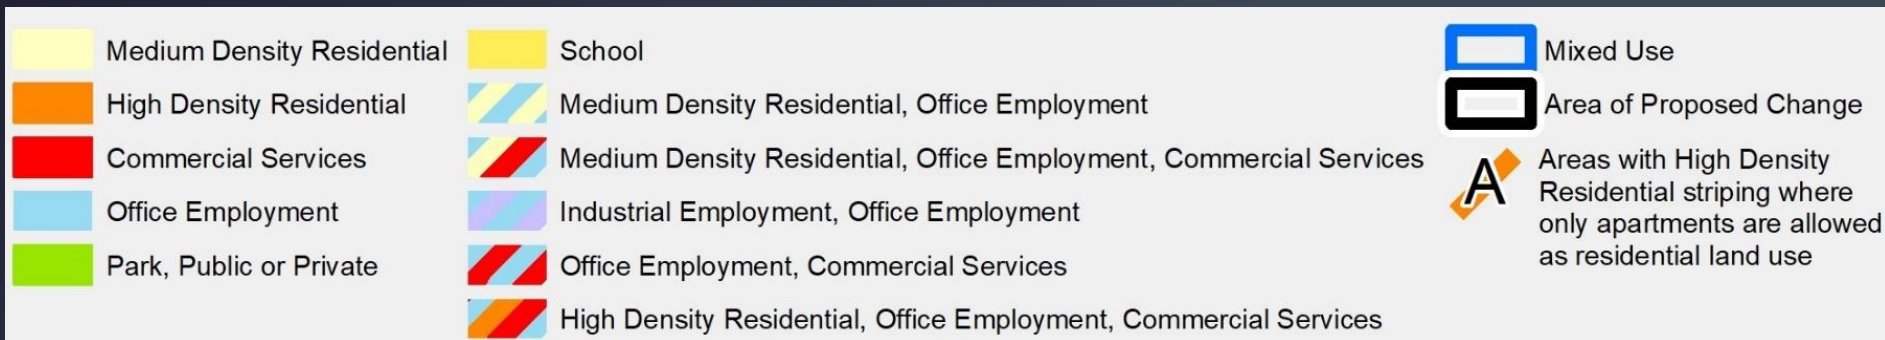 Medium Density Residential
High Density Residential
Commercial Services
Office Employment
Park, Public or Private
School
Medium Density Residential, Office Employment
Medium Density Residential, Office Employment, Commercial Services
Industrial Employment, Office Employment
Office Employment, Commercial Services
High Density Residential, Office Employment, Commercial Services
Mixed Use
Area of Proposed Change
A
Areas with High Density
Residential striping where
only apartments are allowed
as residential land use